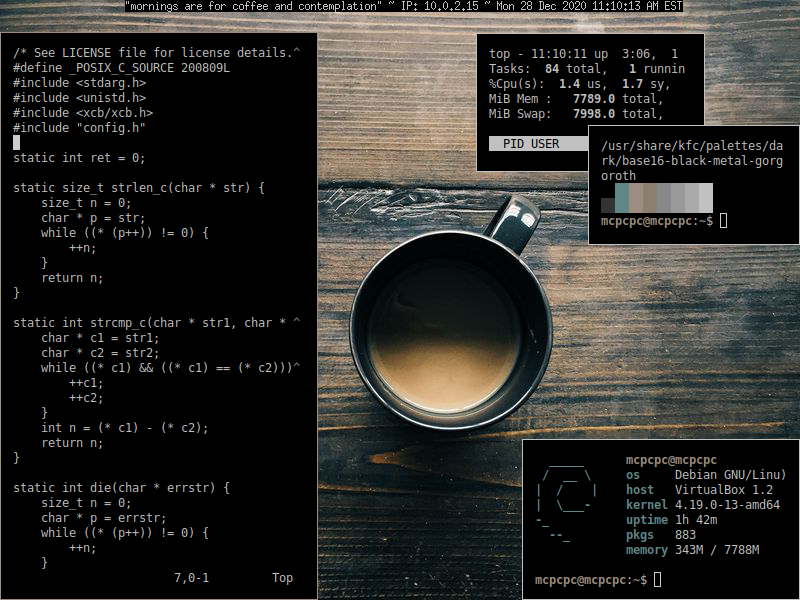 "mornings are for coffee and contemplation" ~ IP: 10.0.2.15 ~ Mon 28 Dec 2020 11:10:13 AM EST
/* See LICENSE file for license details.^
#define _POSIX_C_SOURCE 200809L
#include <stdarg.h>
#include <unistd.h>
#include <xcb/xcb.h>
#include "config.h"
static int ret = 0;
static size_t strlen_c(char * str) {
    size_t n = 0;
    char * p = str;
    while ((* (p++)) != 0) {
        ++n;
    }
    return n;
}
static int strcmp_c(char * str1, char * ^
    char * c1 = str1;
    char * c2 = str2;
    while ((* c1) && ((* c1) == (* c2)))^
        ++c1;
        ++c2;
    }
    int n = (* c1) - (* c2);
    return n;
}
static int die(char * errstr) {
    size_t n = 0;
    char * p = errstr;
    while ((* (p++)) != 0) {
        ++n;
    }
7,0-1         Top
top - 11:10:11 up  3:06,  1
Tasks:  84 total,   1 runnin
%Cpu(s):  1.4 us,  1.7 sy,
MiB Mem :   7789.0 total,
MiB Swap:   7998.0 total,
PID USER
/usr/share/kfc/palettes/da
rk/base16-black-metal-gorg
oroth
mcpcpc@mcpcpc:~$
mcpcpc@mcpcpc
os     Debian GNU/Linu)
host   VirtualBox 1.2
kernel 4.19.0-13-amd64
uptime 1h 42m
pkgs   883
memory 343M / 7788M
mcpcpc@mcpcpc:~$